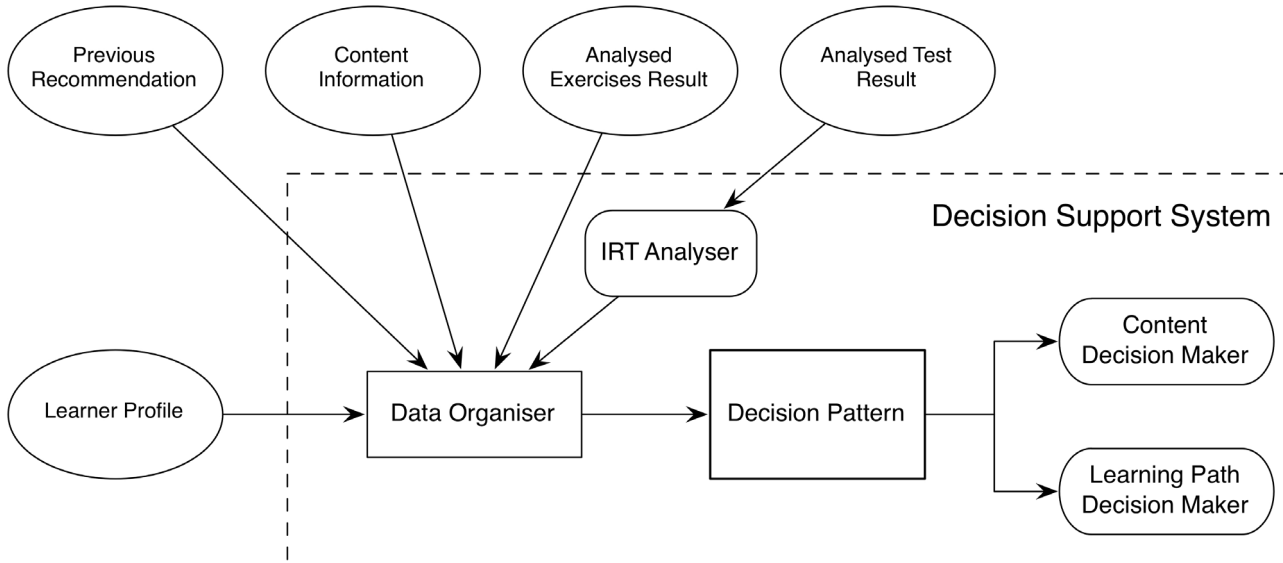 Previous
Recommendation
Content
Information
Analysed
Exercises Result
Analysed Test
Result
Decision Support System
IRT Analyser
Content
Decision Maker
Learner Profile
Data Organiser
Decision Pattern
Learning Path
Decision Maker